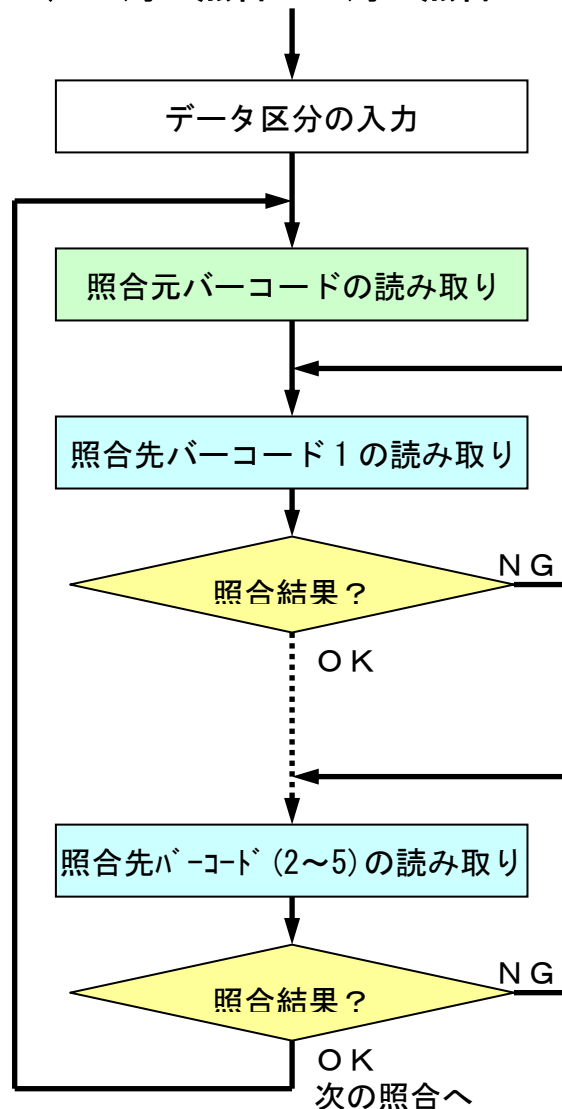 データ区分の入力
照合元バーコードの読み取り
照合先バーコード１の読み取り
照合結果？
ＮＧ
ＯＫ
照合先ﾊﾞｰｺｰﾄﾞ(2～5)の読み取り
照合結果？
ＮＧ
ＯＫ
次の照合へ